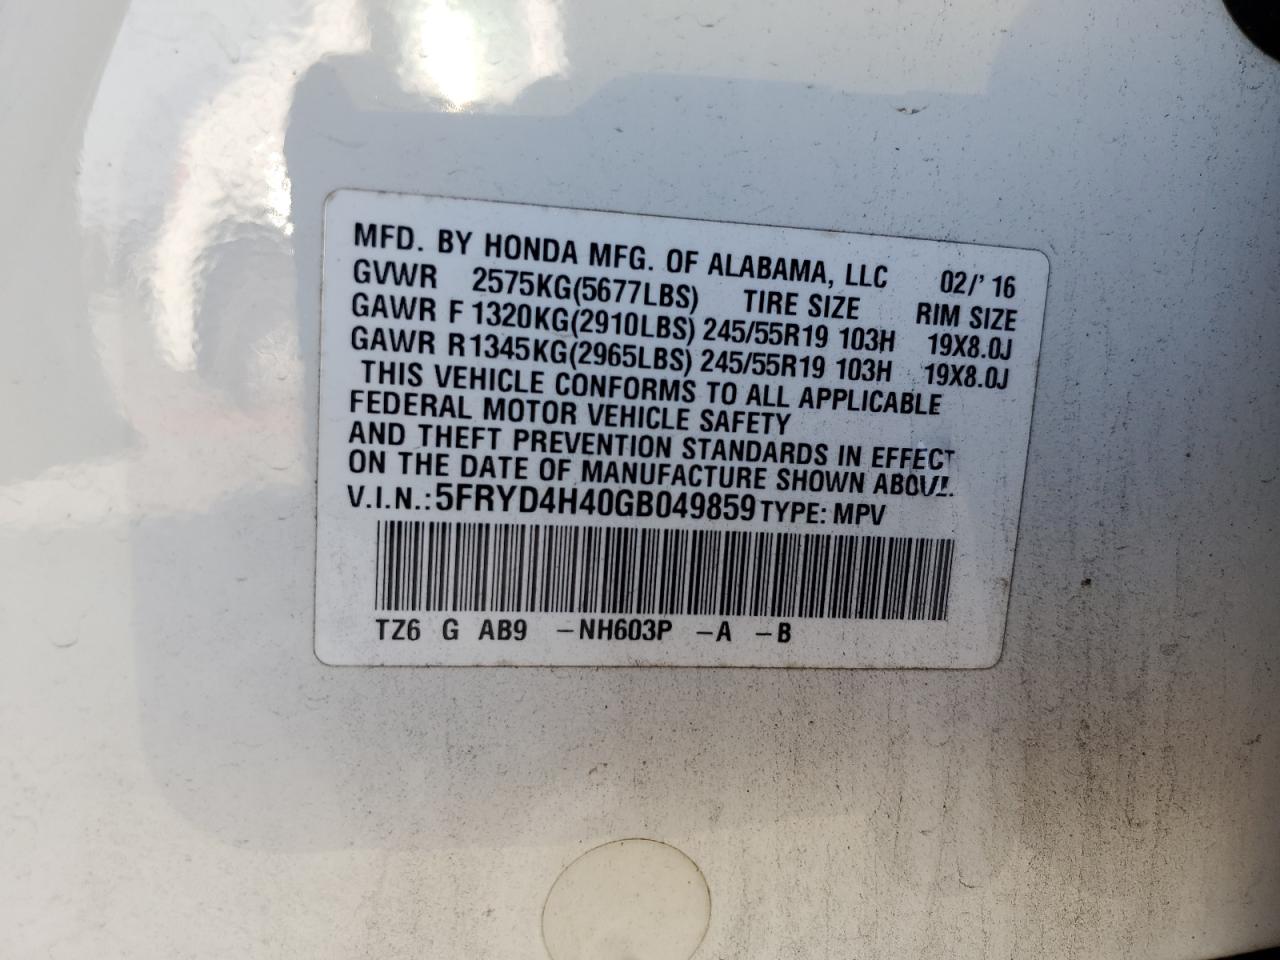 MFD. BY HONDA MFG. OF ALABAMA, LLC 02/' 16
GVWR 2575KG(5677LBS) TIRE SIZE RIM SIZE
GAWR F 1320KG(2910LBS) 245/55R19 103H 19X8.0J
GAWR R1345KG(2965LBS) 245/55R19 103H 19X8.0J
THIS VEHICLE CONFORMS TO ALL APPLICABLE
FEDERAL MOTOR VEHICLE SAFETY
AND THEFT PREVENTION STANDARDS IN EFFECT
ON THE DATE OF MANUFACTURE SHOWN ABOVE.
V.I.N.: 5FRYD4H40GB049859 TYPE: MPV
TZ6 G AB9 -NH603P -A -B